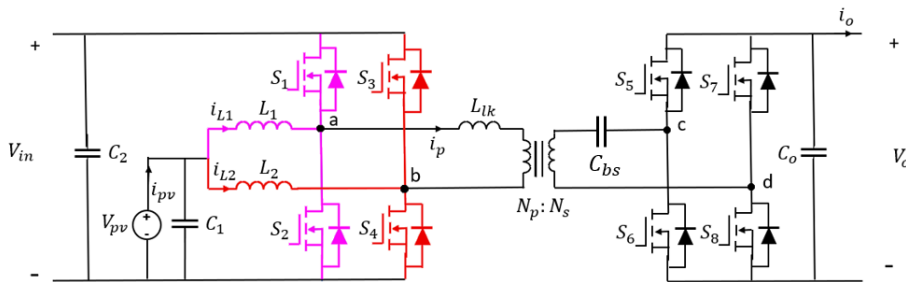 i_o
+ + 
S_1 S_3 S_5 S_7
L_lk
i_L1 L_1 a c
i_p
V_in C_2 C_bs C_o V_o
i_pv i_L2 L_2 b d
N_p: N_s
V_pv C_1 S_2 S_4 S_6 S_8
- -